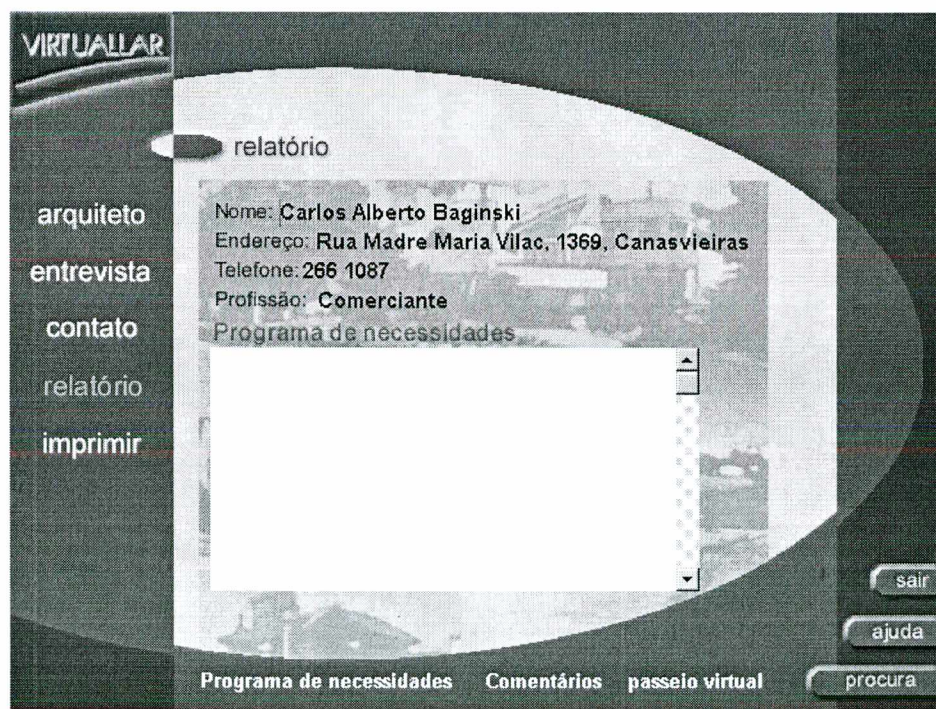 VIRTUALLAR
relatório
arquiteto
entrevista
contato
relatório
imprimir
Nome: Carlos Alberto Baginski
Endereço: Rua Madre Maria Vilac, 1369, Canasvieiras
Telefone: 266 1087
Profissão: Comerciante
Programa de necessidades
sair
ajuda
procura
Programa de necessidades Comentários passeio virtual